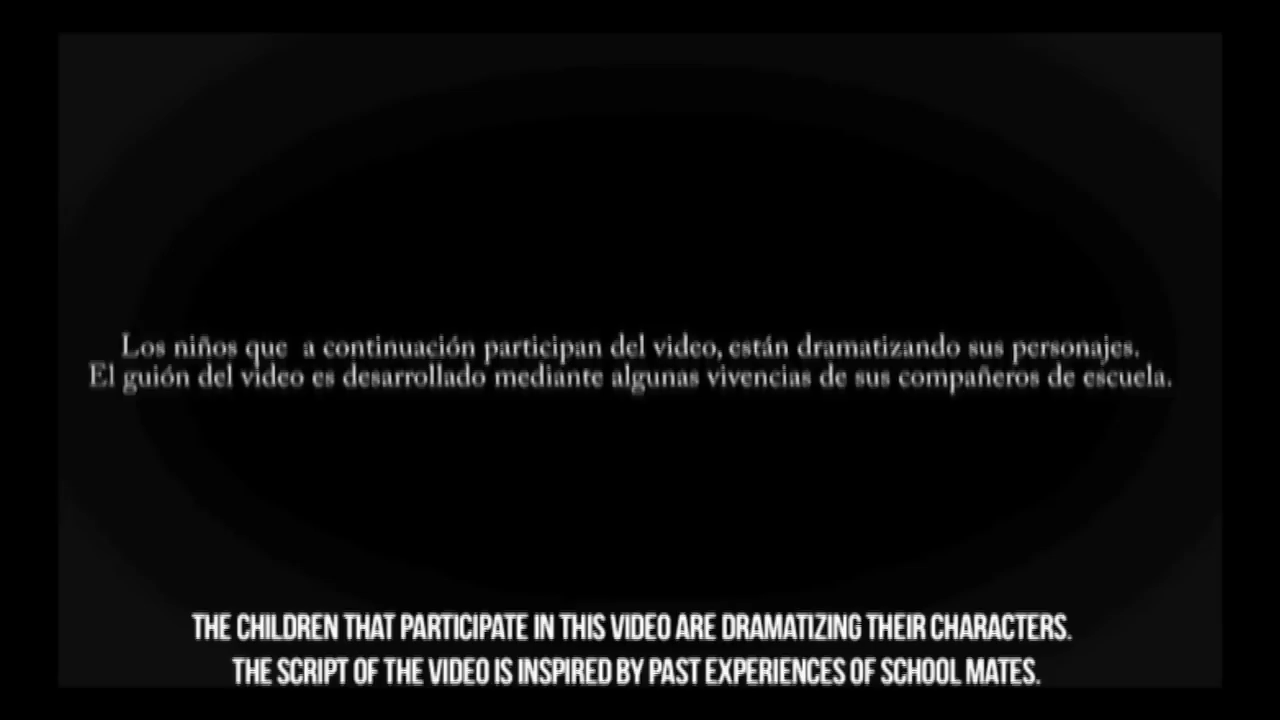 Los niños que a continuación participan del video, están dramatizando sus personajes.
El guión del video es desarrollado mediante algunas vivencias de sus compañeros de escuela.
THE CHILDREN THAT PARTICIPATE IN THIS VIDEO ARE DRAMATIZING THEIR CHARACTERS.
THE SCRIPT OF THE VIDEO IS INSPIRED BY PAST EXPERIENCES OF SCHOOL MATES.